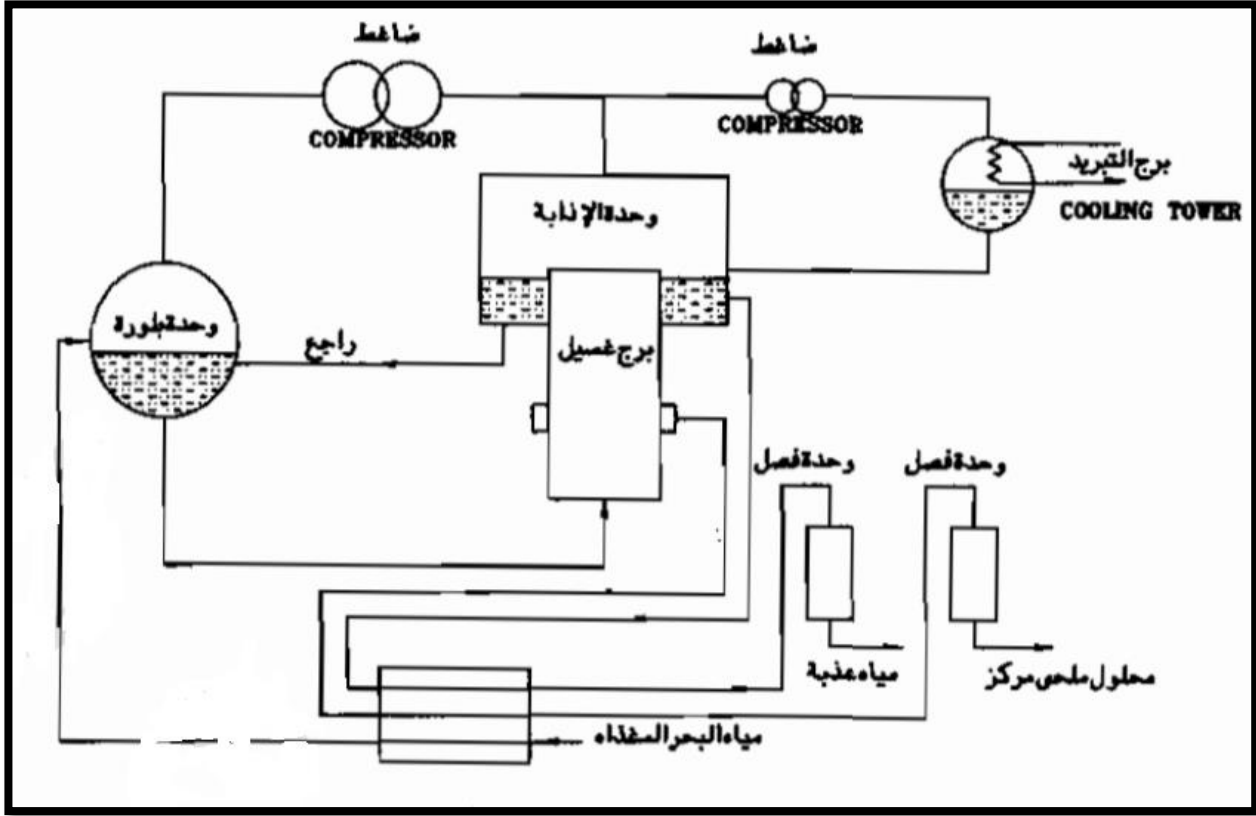 ضاغط
COMPRESSOR
ضاغط
COMPRESSOR
برج التبريد
COOLING TOWER
وحدة الإذابة
وحدة بلورة
راجع
برج غسيل
وحدة فصل
وحدة فصل
مياه عذبة
محلول ملحى مركز
مياه البحر المغذاه